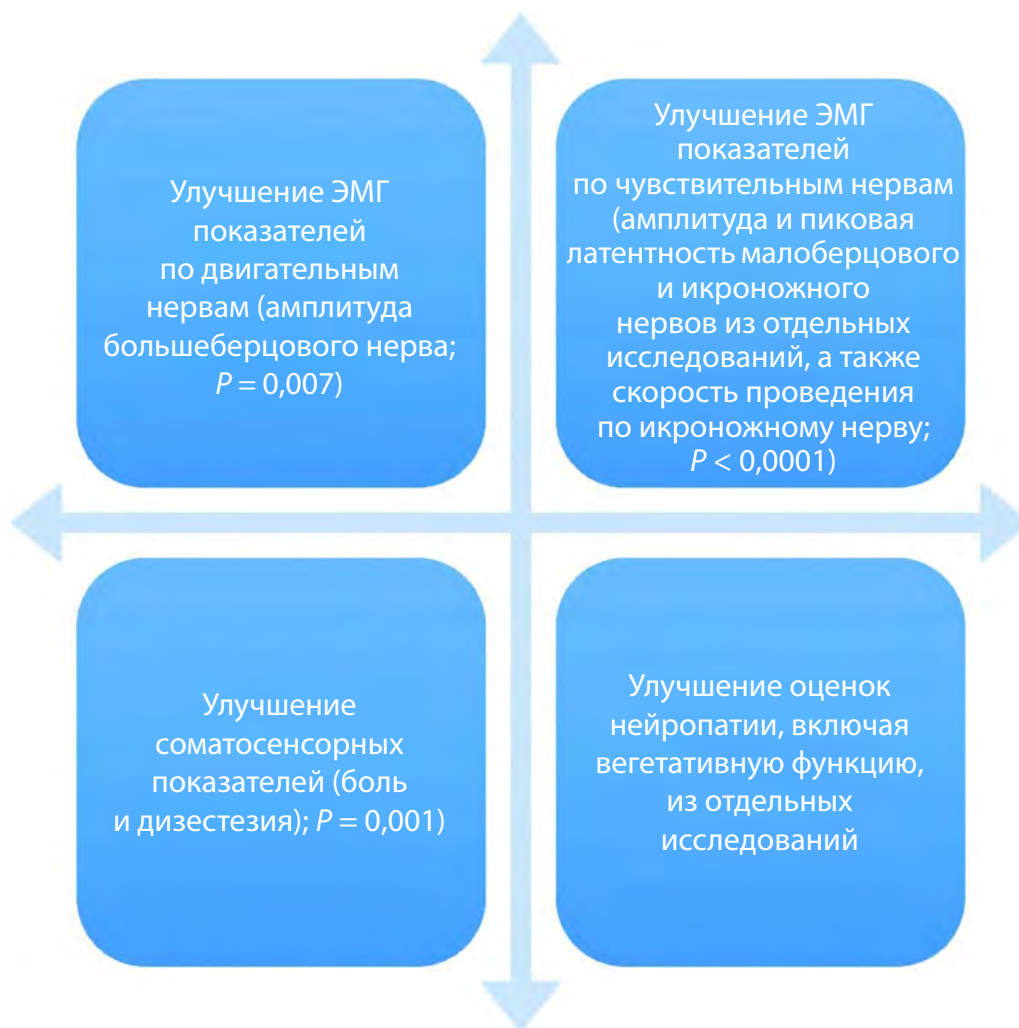 Улучшение ЭМГ
показателей
по двигательным
нервам (амплитуда
большеберцового нерва;
P = 0,007)
Улучшение ЭМГ
показателей
по чувствительным нервам
(амплитуда и пиковая
латентность малоберцового
и икроножного
нервов из отдельных
исследований, а также
скорость проведения
по икроножному нерву;
P < 0,0001)
Улучшение
соматосенсорных
показателей (боль
и дизестезия); P = 0,001)
Улучшение оценок
нейропатии, включая
вегетативную функцию,
из отдельных
исследований